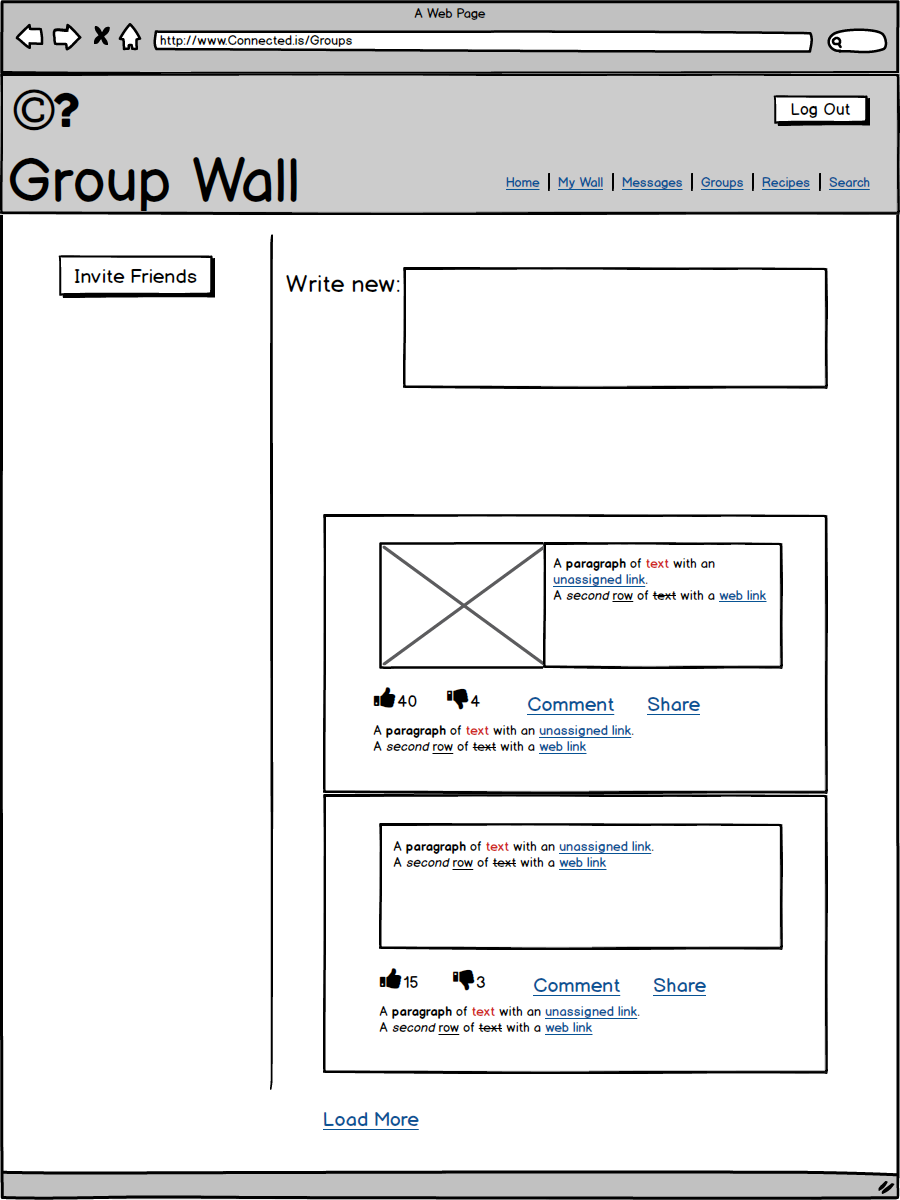 A Web Page
http://www.Connected.is/Groups
©?
Log Out
Group Wall
Home | My Wall | Messages | Groups | Recipes | Search
Invite Friends
Write new:
A paragraph of text with an
unassigned link.
A second row of text with a web link
40 4 Comment Share
A paragraph of text with an unassigned link.
A second row of text with a web link
A paragraph of text with an unassigned link.
A second row of text with a web link
15 3 Comment Share
A paragraph of text with an unassigned link.
A second row of text with a web link
Load More